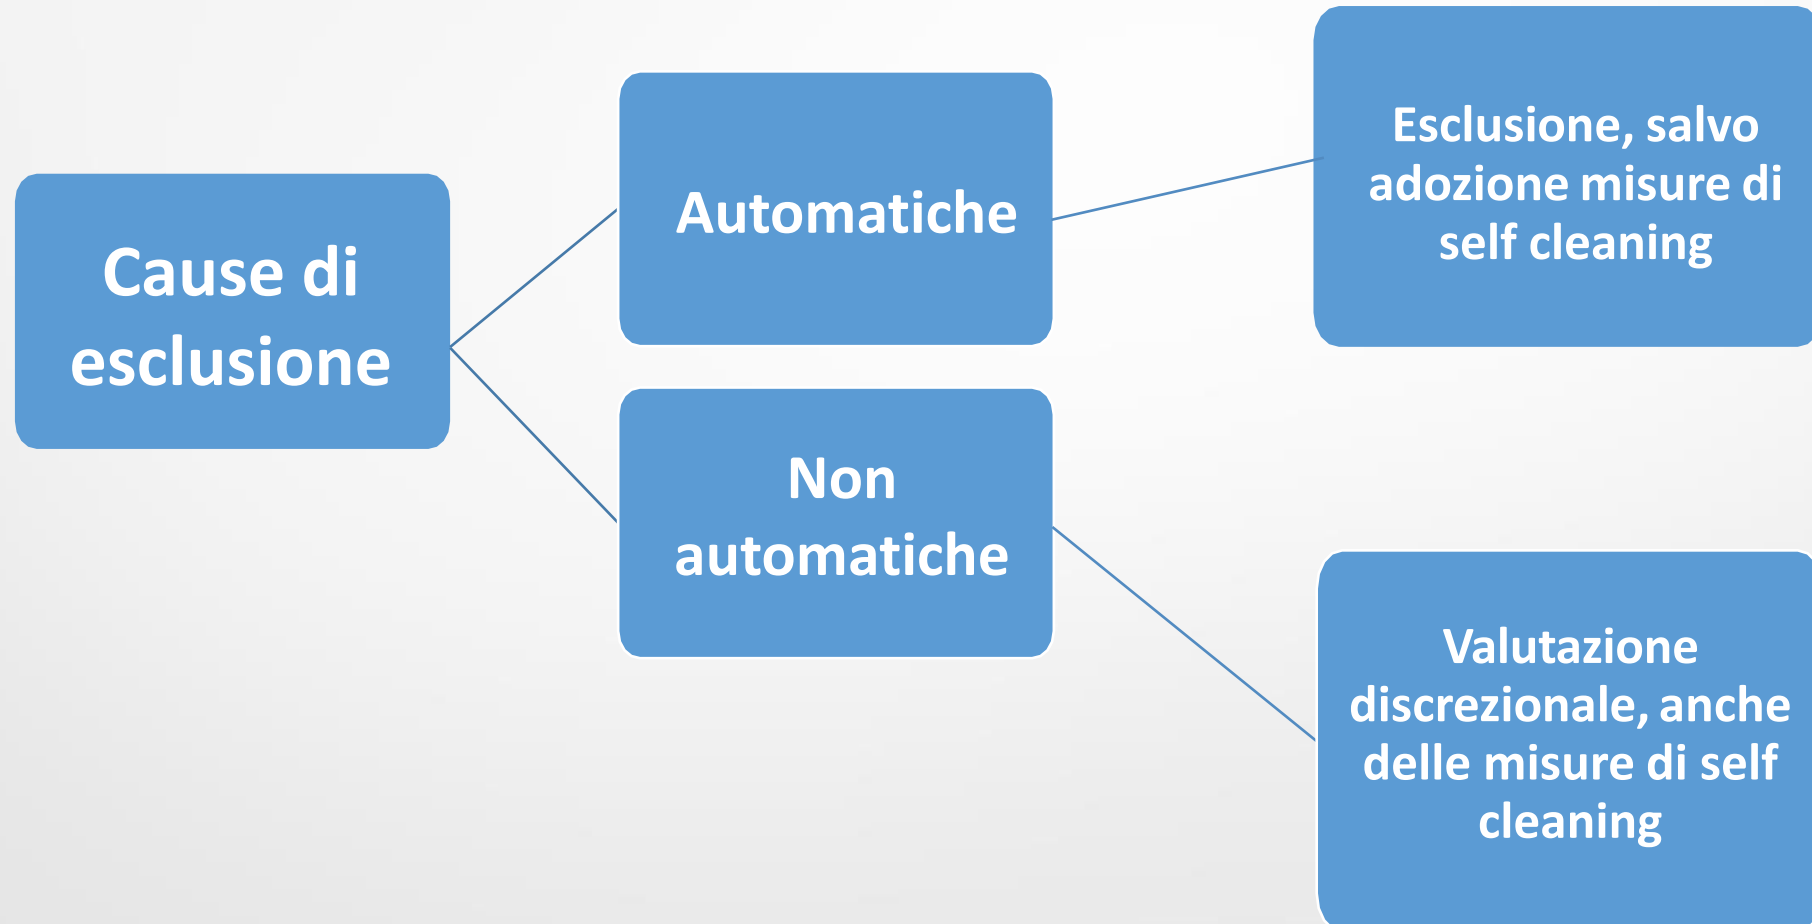 Cause di
esclusione
Automatiche
Non
automatiche
Esclusione, salvo
adozione misure di
self cleaning
Valutazione
discrezionale, anche
delle misure di self
cleaning